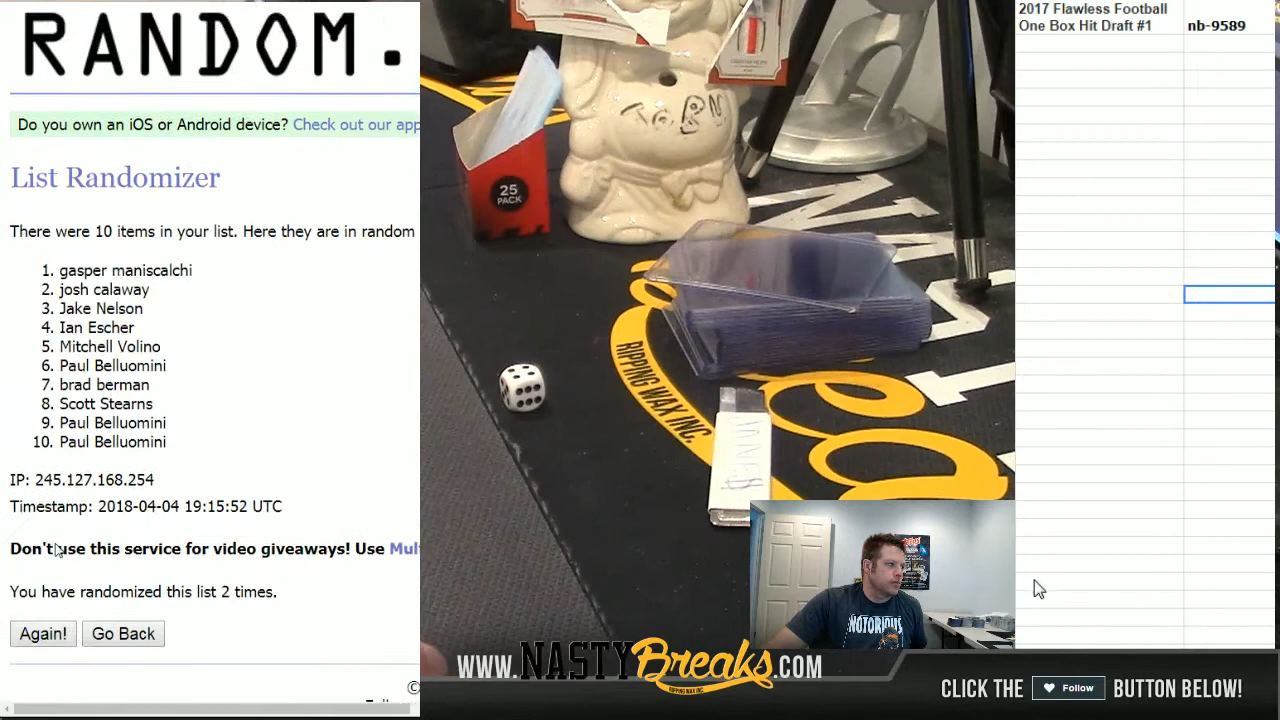 RANDOM.
Do you own an iOS or Android device? Check out our app
List Randomizer
There were 10 items in your list. Here they are in random
1. gasper maniscalchi
2. josh calaway
3. Jake Nelson
4. Ian Escher
5. Mitchell Volino
6. Paul Belluomini
7. brad berman
8. Scott Stearns
9. Paul Belluomini
10. Paul Belluomini
IP: 245.127.168.254
Timestamp: 2018-04-04 19:15:52 UTC
Don't use this service for video giveaways! Use Mul
You have randomized this list 2 times.
Again! Go Back
©
25
PACK
RIPPING WAX INC.
2017 Flawless Football
One Box Hit Draft #1 nb-9589
NOTORIOUS
WWW.NASTYBreaks.COM
RIPPING WAX INC.
CLICK THE Follow BUTTON BELOW!